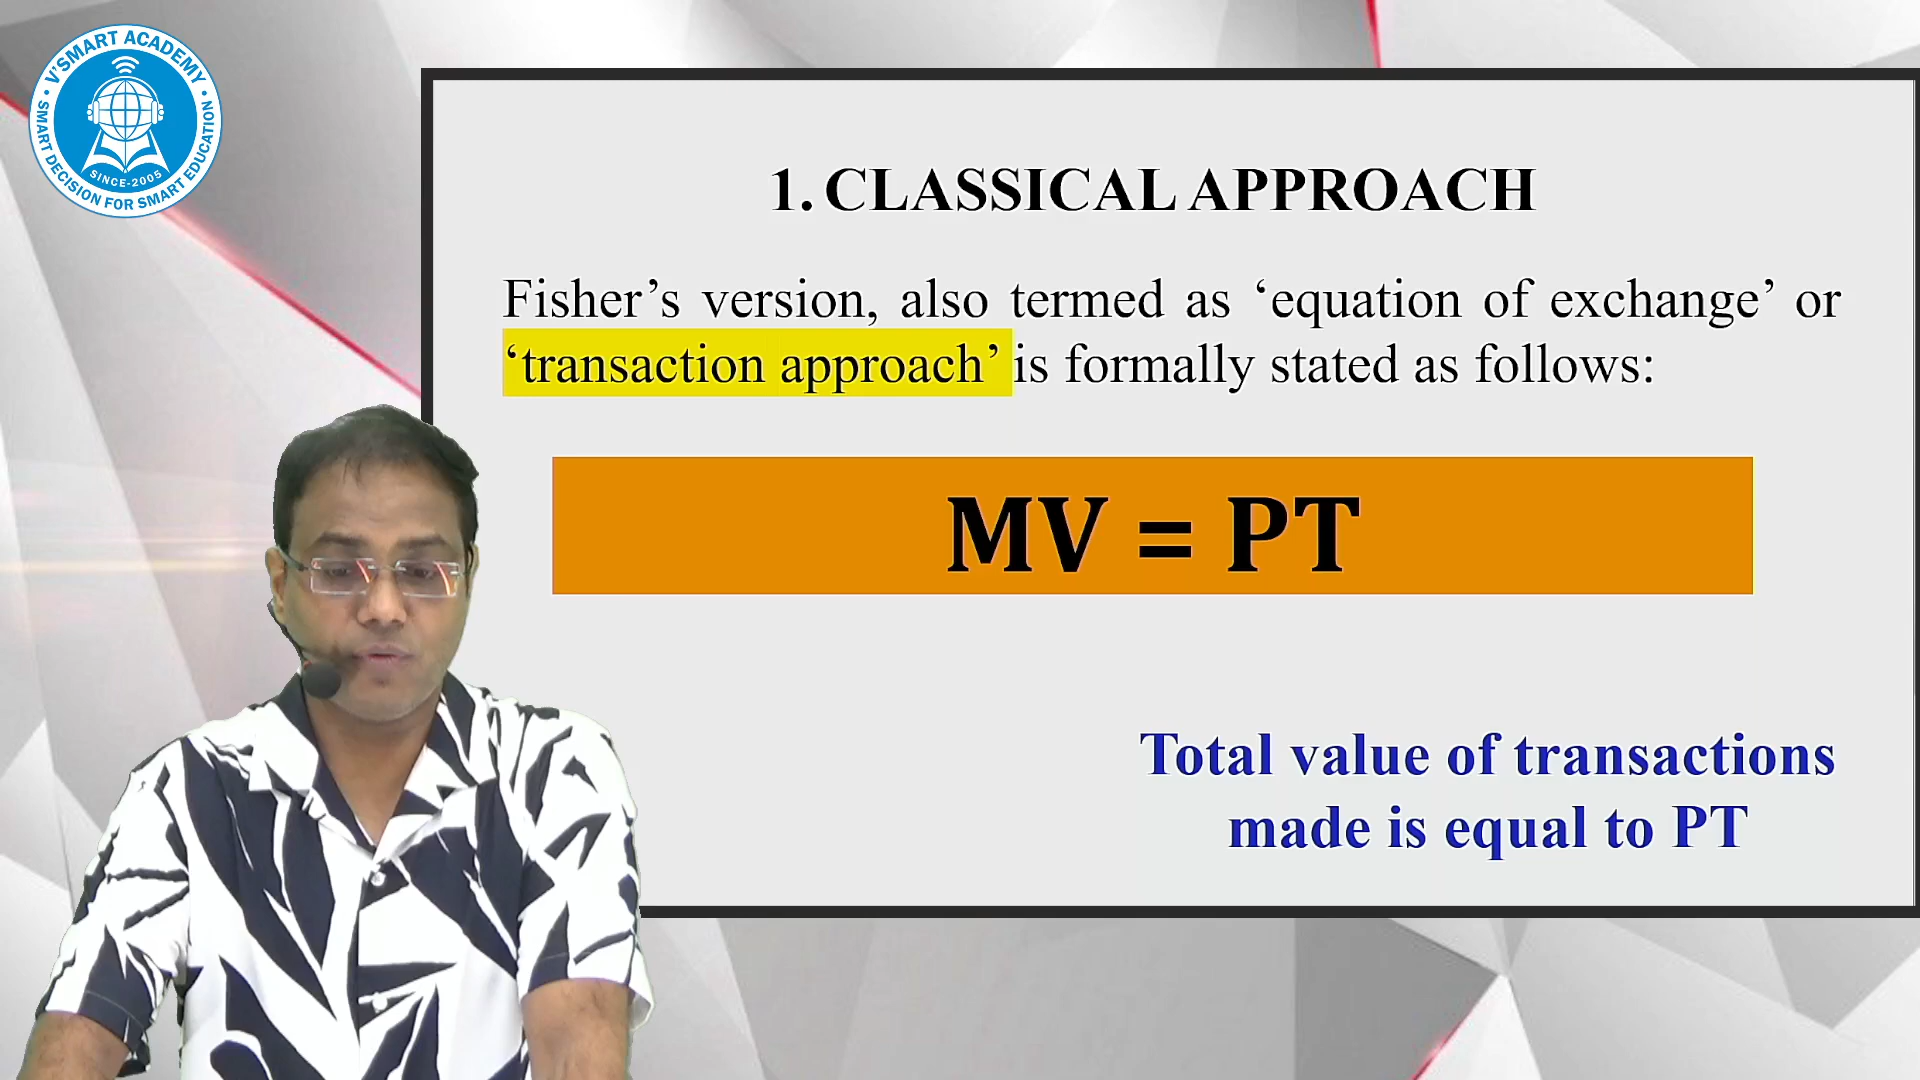 V'SMART ACADEMY
SMART DECISION FOR SMART EDUCATION
SINCE-2005
1. CLASSICAL APPROACH
Fisher’s version, also termed as ‘equation of exchange’ or
‘transaction approach’ is formally stated as follows:
MV = PT
Total value of transactions
made is equal to PT